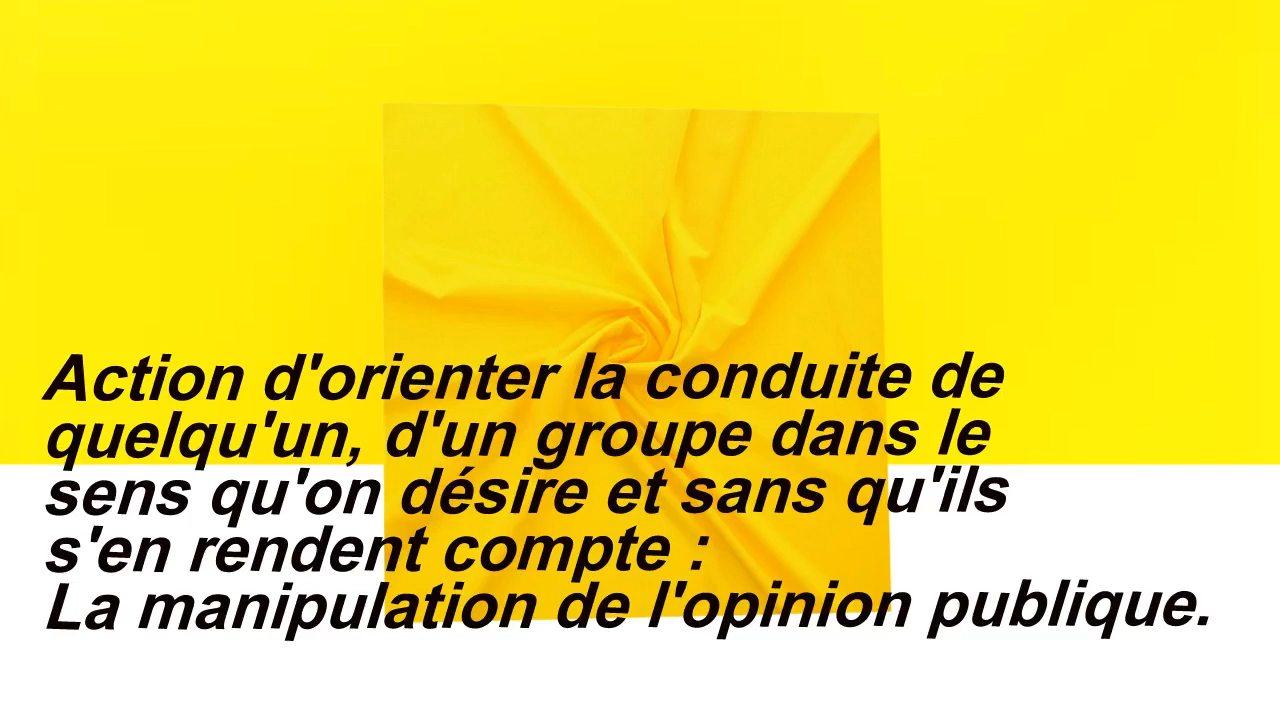 Action d'orienter la conduite de
quelqu'un, d'un groupe dans le
sens qu'on désire et sans qu'ils
s'en rendent compte :
La manipulation de l'opinion publique.